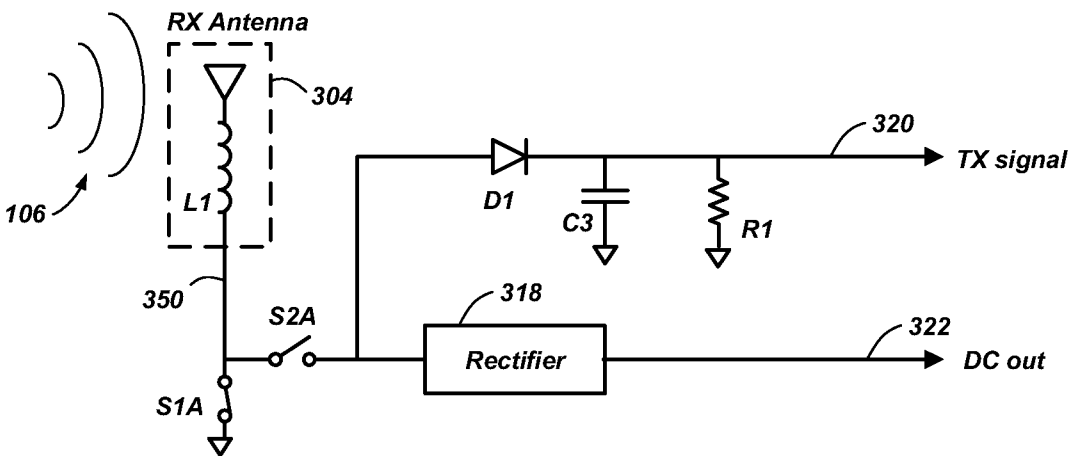 RX Antenna
304
320
TX signal
D1
L1
106
C3
R1
350
318
S2A
322
Rectifier
DC out
S1A